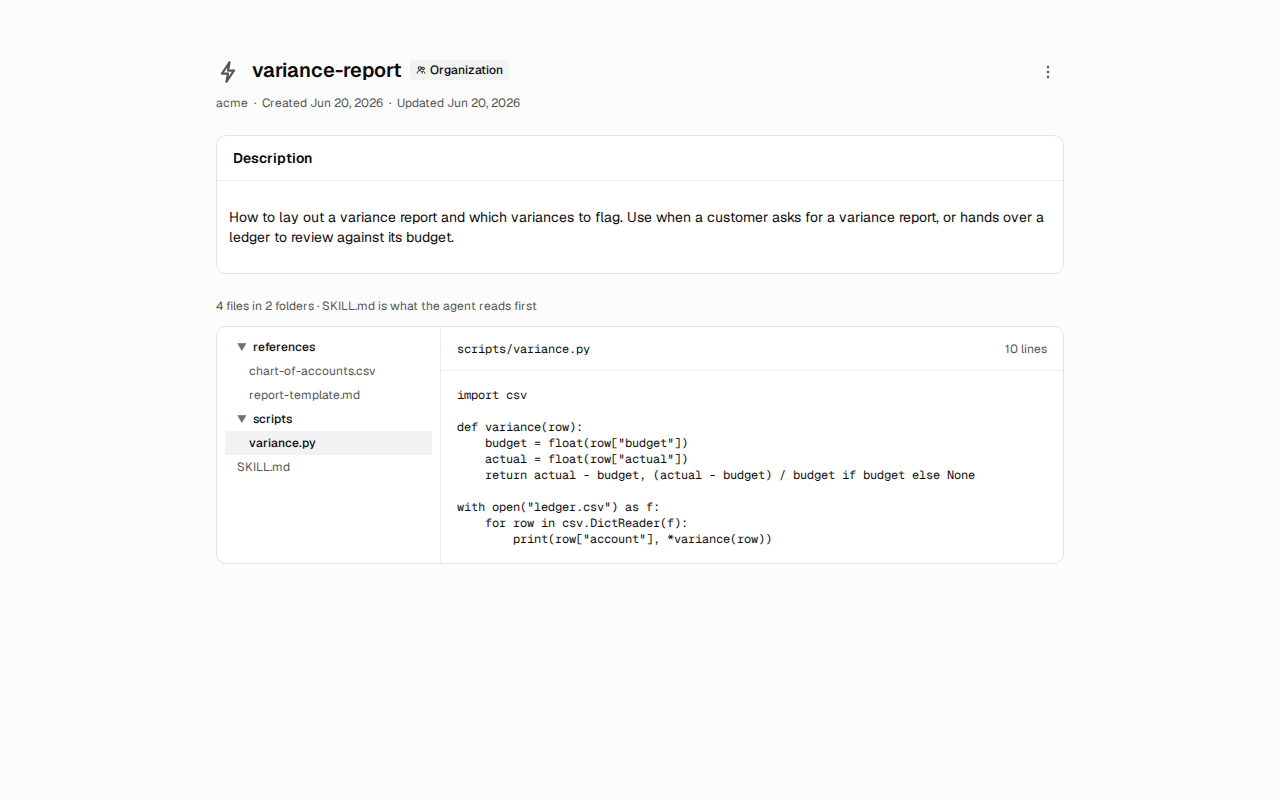 variance-report
Organization
acme · Created Jun 20, 2026 · Updated Jun 20, 2026
Description
How to lay out a variance report and which variances to flag. Use when a customer asks for a variance report, or hands over a
ledger to review against its budget.
4 files in 2 folders · SKILL.md is what the agent reads first
references
chart-of-accounts.csv
report-template.md
scripts
variance.py
SKILL.md
scripts/variance.py
10 lines
import csv
def variance(row):
    budget = float(row["budget"])
    actual = float(row["actual"])
    return actual - budget, (actual - budget) / budget if budget else None
with open("ledger.csv") as f:
    for row in csv.DictReader(f):
        print(row["account"], *variance(row))